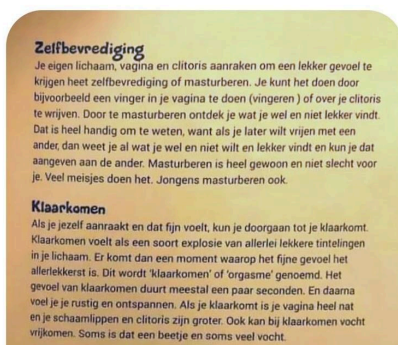 Zelfbevrediging
Je eigen lichaam, vagina en clitoris aanraken om een lekker gevoel te
krijgen heet zelfbevrediging of masturberen. Je kunt het doen door
bijvoorbeeld een vinger in je vagina te doen (vingeren ) of over je clitoris
te wrijven. Door te masturberen ontdek je wat je wel en niet lekker vindt.
Dat is heel handig om te weten, want als je later wilt vrijen met een
ander, dan weet je al wat je wel en niet wilt en lekker vindt en kun je dat
aangeven aan de ander. Masturberen is heel gewoon en niet slecht voor
je. Veel meisjes doen het. Jongens masturberen ook.
Klaarkomen
Als je jezelf aanraakt en dat fijn voelt, kun je doorgaan tot je klaarkomt.
Klaarkomen voelt als een soort explosie van allerlei lekkere tintelingen
in je lichaam. Er komt dan een moment waarop het fijne gevoel het
allerlekkerst is. Dit wordt 'klaarkomen' of 'orgasme' genoemd. Het
gevoel van klaarkomen duurt meestal een paar seconden. En daarna
voel je je rustig en ontspannen. Als je klaarkomt is je vagina heel nat
en je schaamlippen en clitoris zijn groter. Ook kan bij klaarkomen vocht
vrijkomen. Soms is dat een beetje en soms veel vocht.